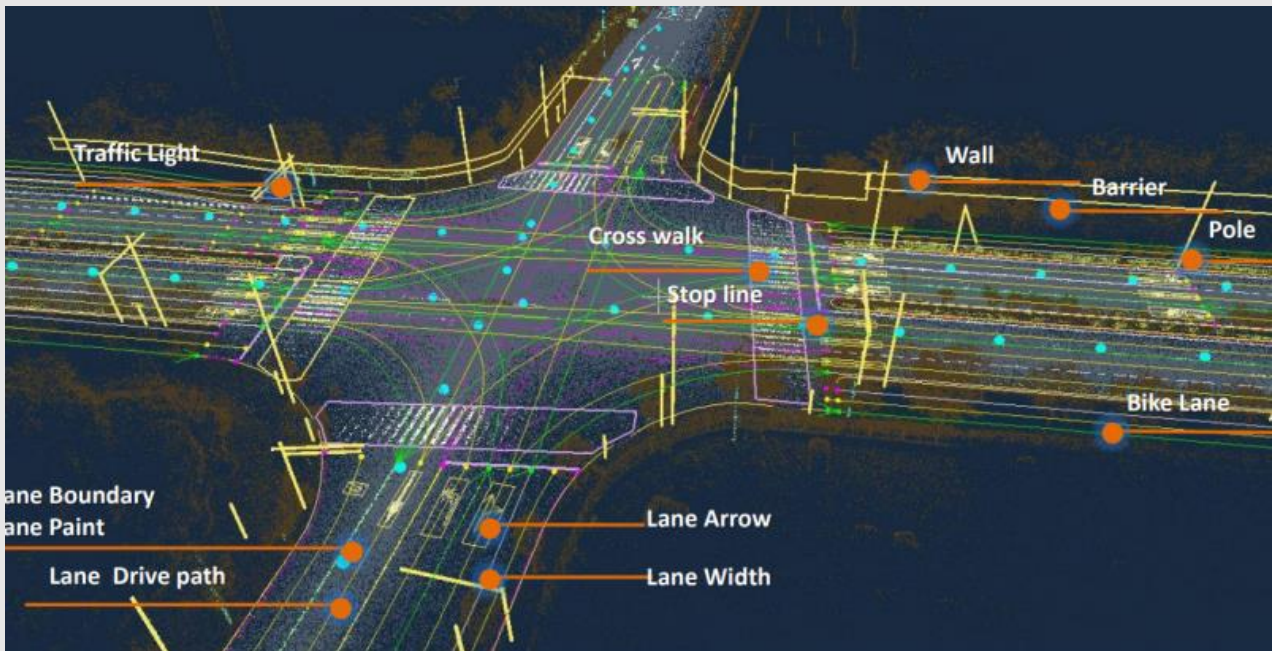 Traffic Light
Wall
Barrier
Pole
Cross walk
Stop line
Bike Lane
ane Boundary
ane Paint
Lane Arrow
Lane Drive path
Lane Width